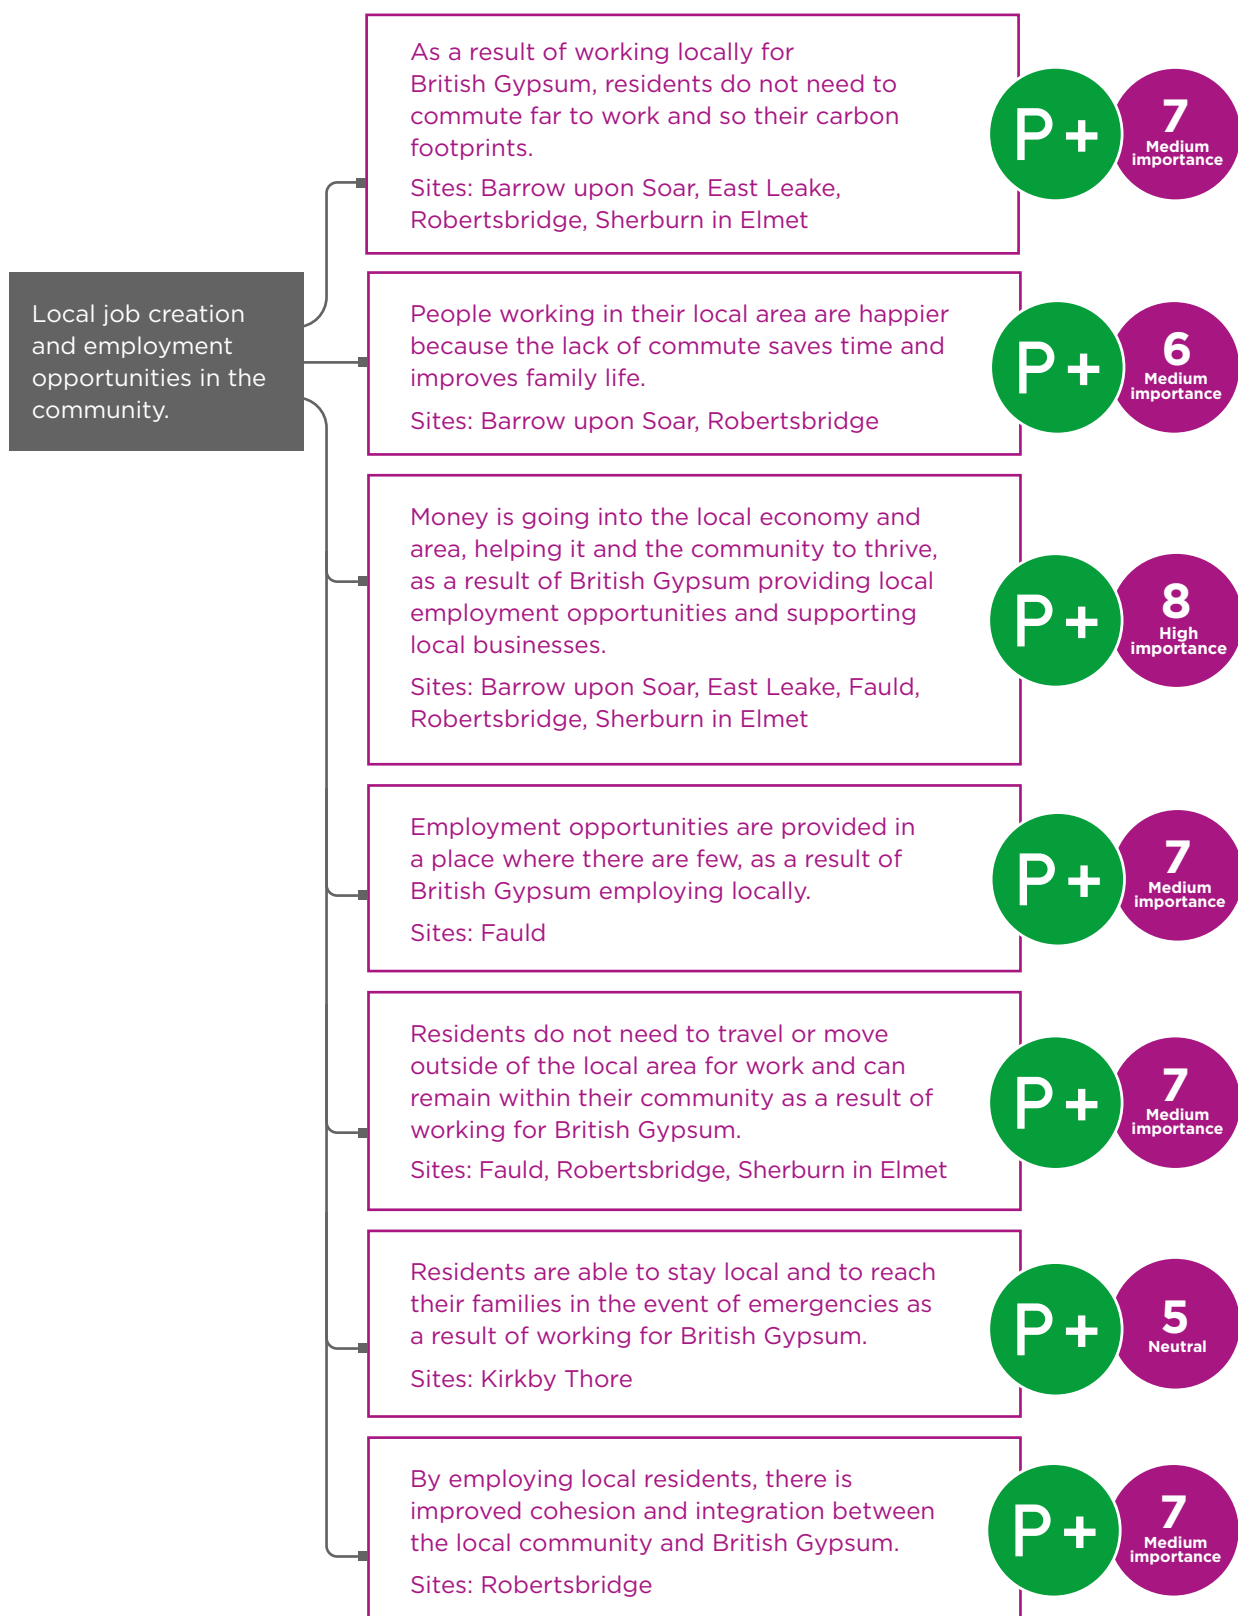 As a result of working locally for
British Gypsum, residents do not need to
commute far to work and so their carbon
footprints.
Sites: Barrow upon Soar, East Leake,
Robertsbridge, Sherburn in Elmet
P +
7
Medium
importance
Local job creation
and employment
opportunities in the
community.
People working in their local area are happier
because the lack of commute saves time and
improves family life.
Sites: Barrow upon Soar, Robertsbridge
P +
6
Medium
importance
Money is going into the local economy and
area, helping it and the community to thrive,
as a result of British Gypsum providing local
employment opportunities and supporting
local businesses.
Sites: Barrow upon Soar, East Leake, Fauld,
Robertsbridge, Sherburn in Elmet
P +
8
High
importance
Employment opportunities are provided in
a place where there are few, as a result of
British Gypsum employing locally.
Sites: Fauld
P +
7
Medium
importance
Residents do not need to travel or move
outside of the local area for work and can
remain within their community as a result of
working for British Gypsum.
Sites: Fauld, Robertsbridge, Sherburn in Elmet
P +
7
Medium
importance
Residents are able to stay local and to reach
their families in the event of emergencies as
a result of working for British Gypsum.
Sites: Kirkby Thore
P +
5
Neutral
By employing local residents, there is
improved cohesion and integration between
the local community and British Gypsum.
Sites: Robertsbridge
P +
7
Medium
importance